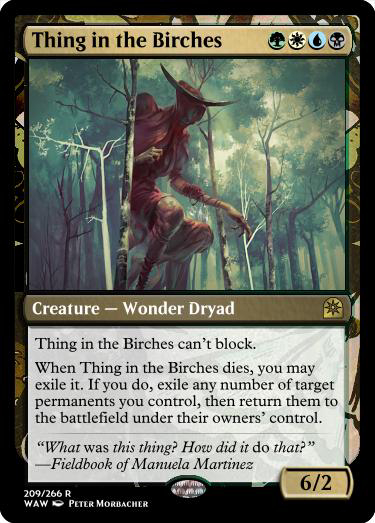 Thing in the Birches
Creature — Wonder Dryad
Thing in the Birches can't block.
When Thing in the Birches dies, you may
exile it. If you do, exile any number of target
permanents you control, then return them to
the battlefield under their owners' control.
"What was this thing? How did it do that?"
—Fieldbook of Manuela Martinez
6/2
209/266 R
WAW Peter Morbacher